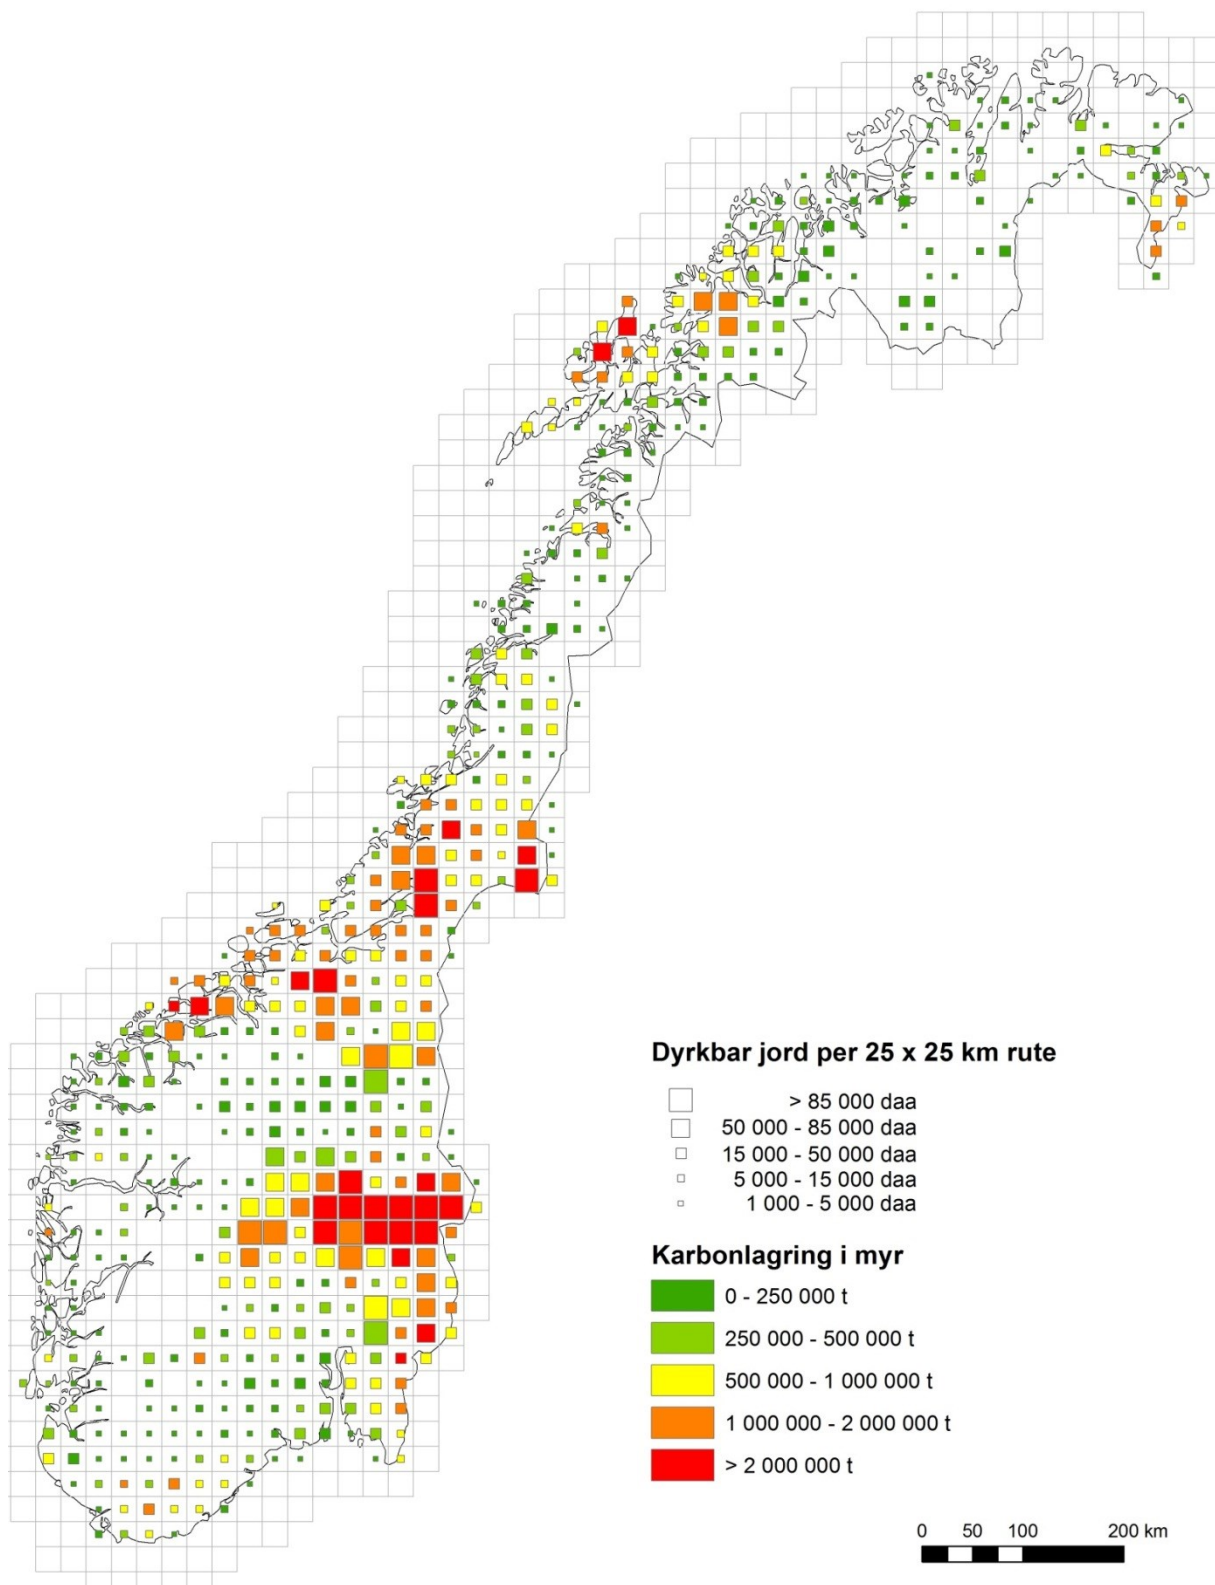 Dyrkbar jord per 25 x 25 km rute
> 85 000 daa
50 000 - 85 000 daa
15 000 - 50 000 daa
5 000 - 15 000 daa
1 000 - 5 000 daa
Karbonlagring i myr
0 - 250 000 t
250 000 - 500 000 t
500 000 - 1 000 000 t
1 000 000 - 2 000 000 t
> 2 000 000 t
0 50 100 200 km